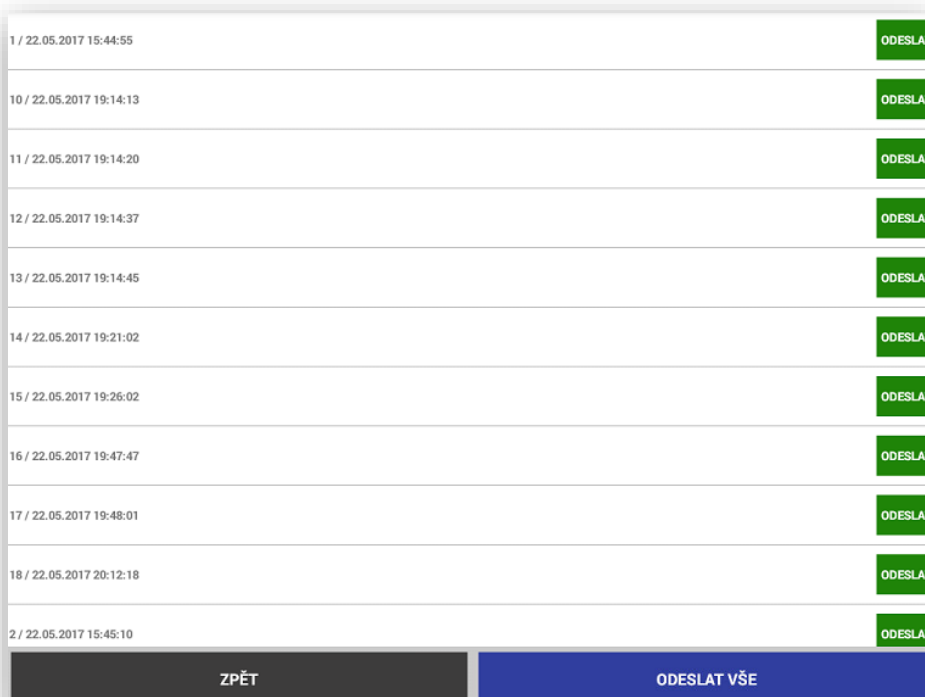 1 / 22.05.2017 15:44:55 ODESLA
10 / 22.05.2017 19:14:13 ODESLA
11 / 22.05.2017 19:14:20 ODESLA
12 / 22.05.2017 19:14:37 ODESLA
13 / 22.05.2017 19:14:45 ODESLA
14 / 22.05.2017 19:21:02 ODESLA
15 / 22.05.2017 19:26:02 ODESLA
16 / 22.05.2017 19:47:47 ODESLA
17 / 22.05.2017 19:48:01 ODESLA
18 / 22.05.2017 20:12:18 ODESLA
2 / 22.05.2017 15:45:10 ODESLA
ZPĚT ODESLAT VŠE